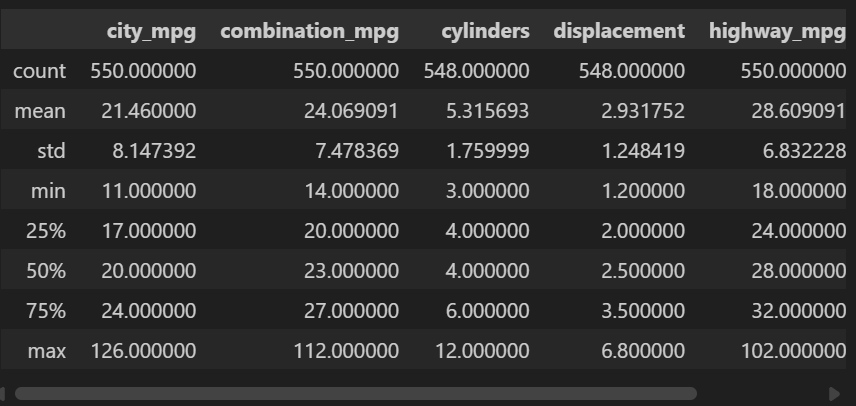 city_mpg combination_mpg cylinders displacement highway_mpg
count 550.000000 550.000000 548.000000 548.000000 550.000000
mean 21.460000 24.069091 5.315693 2.931752 28.609091
std 8.147392 7.478369 1.759999 1.248419 6.832228
min 11.000000 14.000000 3.000000 1.200000 18.000000
25% 17.000000 20.000000 4.000000 2.000000 24.000000
50% 20.000000 23.000000 4.000000 2.500000 28.000000
75% 24.000000 27.000000 6.000000 3.500000 32.000000
max 126.000000 112.000000 12.000000 6.800000 102.000000